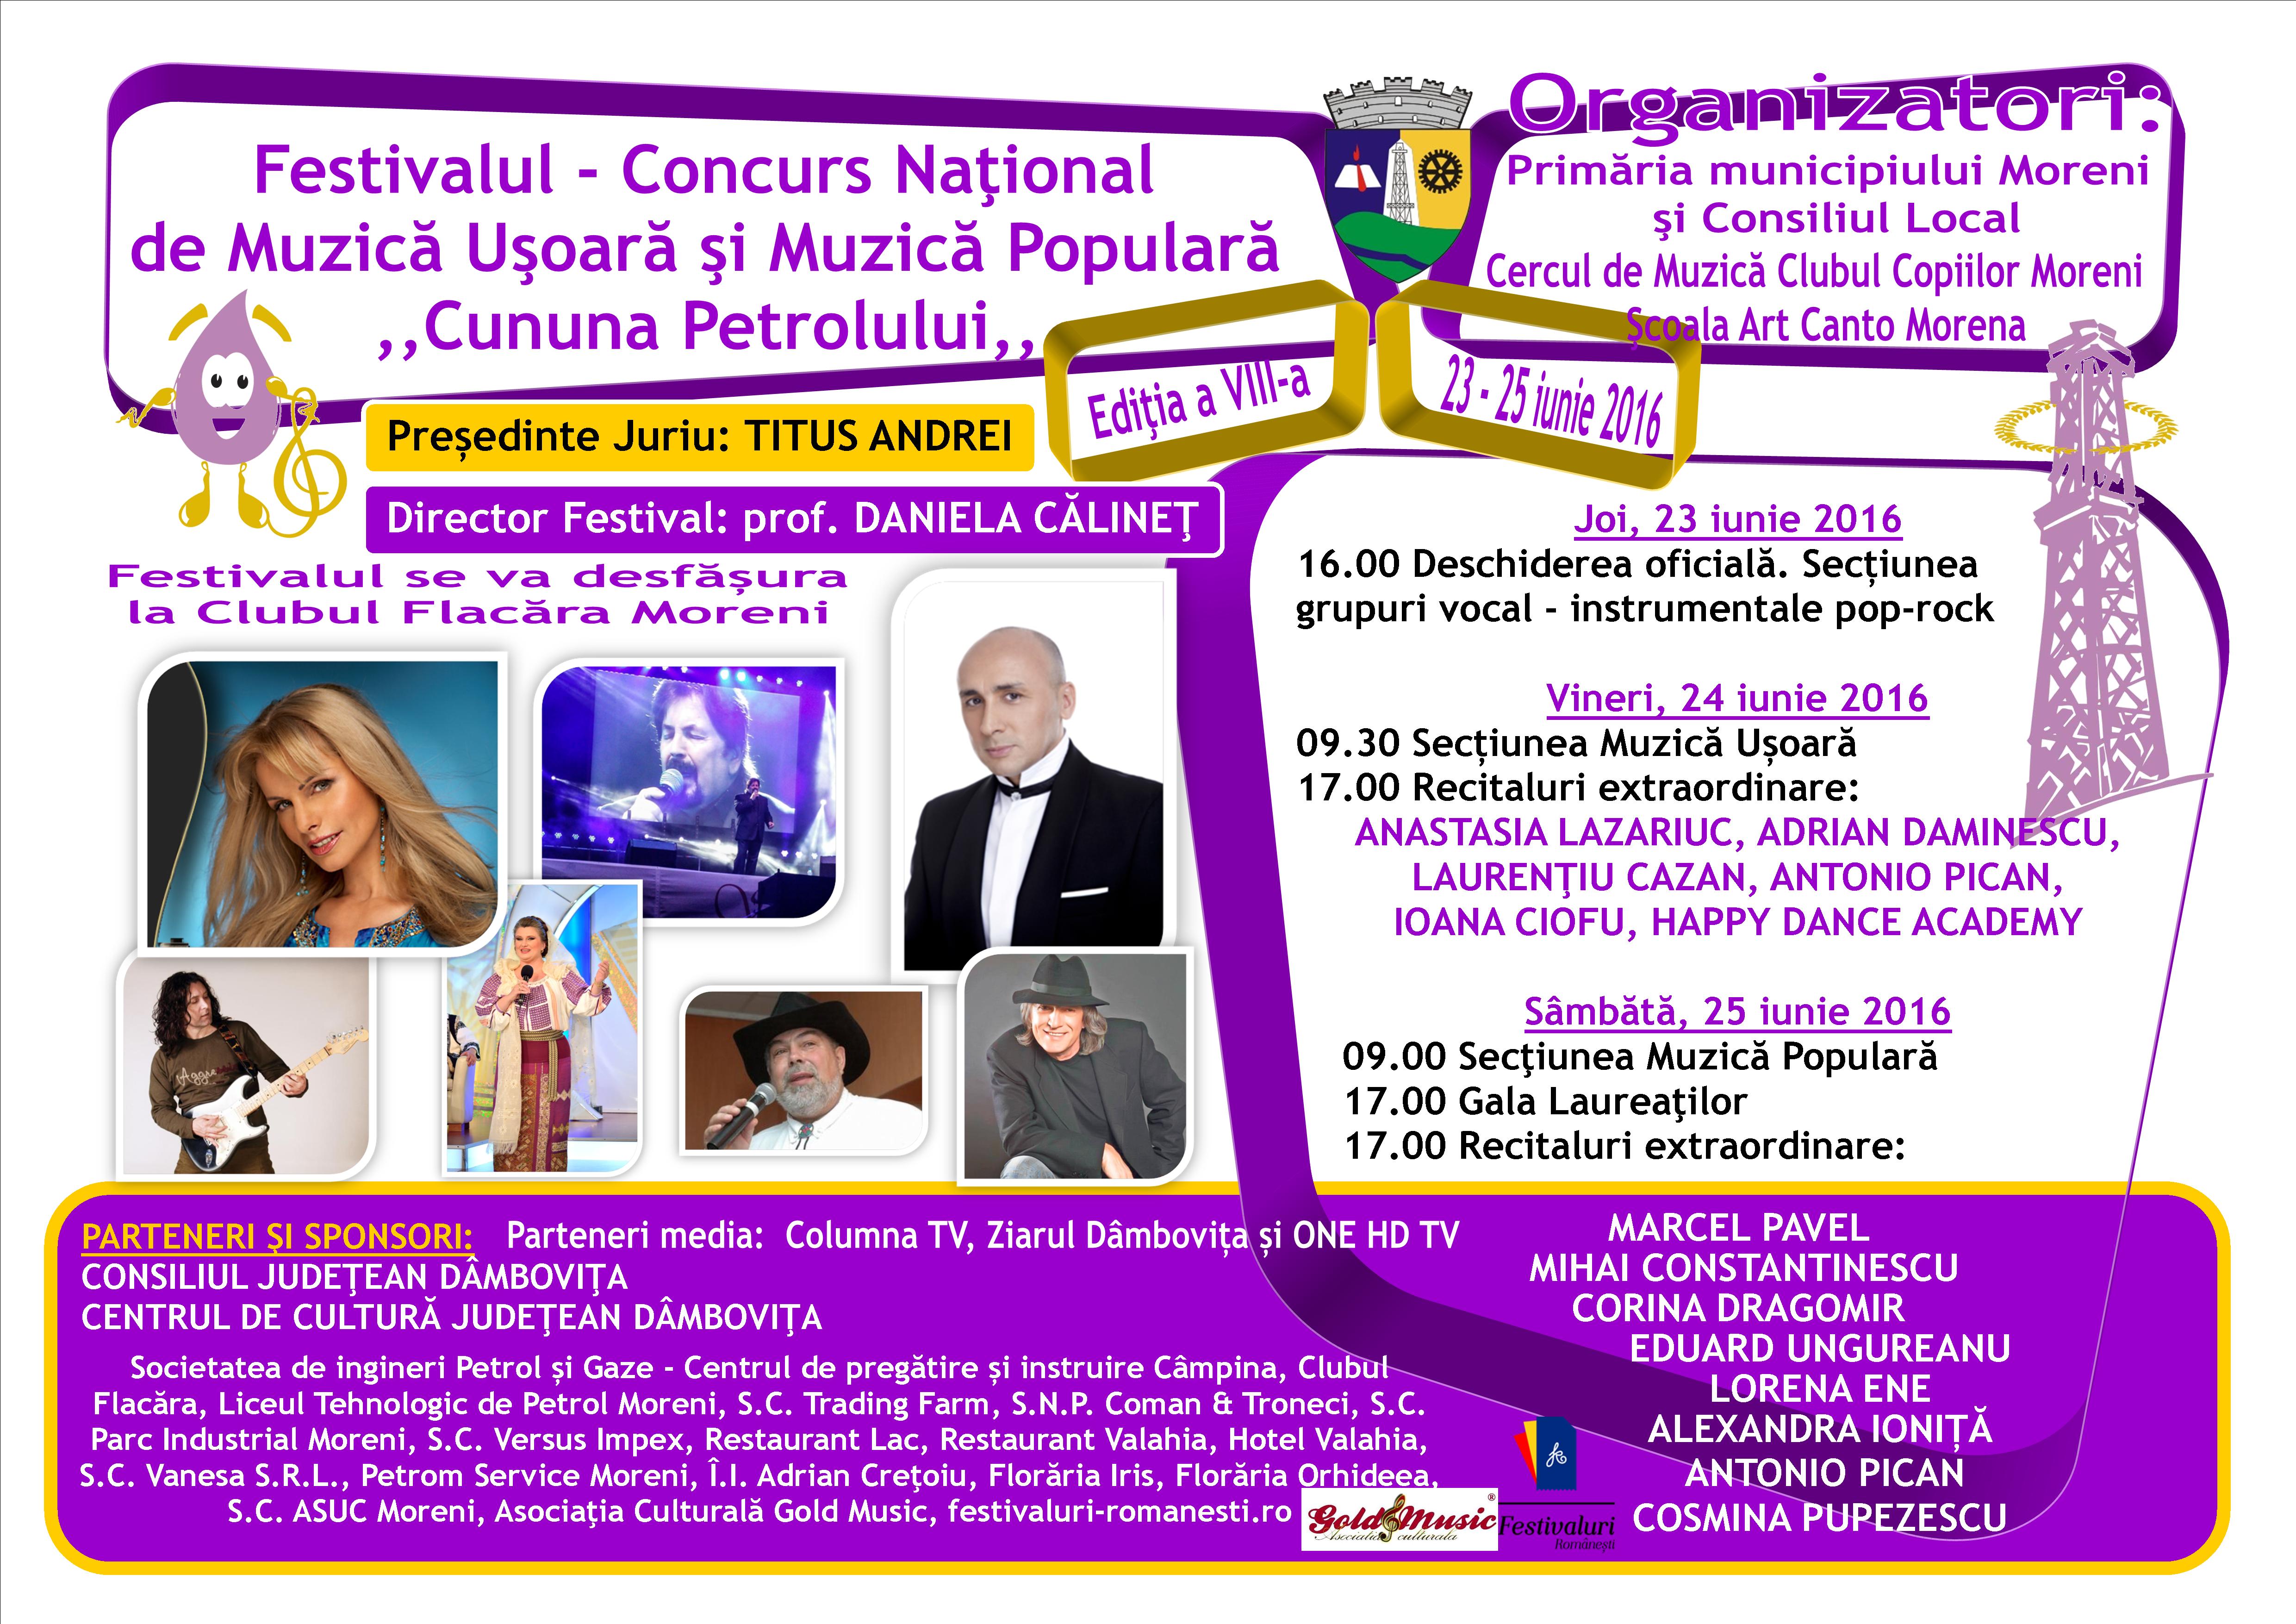 Festivalul - Concurs Naţional
de Muzică Uşoară şi Muzică Populară
,,Cununa Petrolului,,
Organizatori:
Primăria municipiului Moreni
şi Consiliul Local
Cercul de Muzică Clubul Copiilor Moreni
Şcoala Art Canto Morena
Ediţia a VIII-a
23 - 25 iunie 2016
Președinte Juriu: TITUS ANDREI
Director Festival: prof. DANIELA CĂLINEŢ
Festivalul se va desfășura
la Clubul Flacăra Moreni
Joi, 23 iunie 2016
16.00 Deschiderea oficială. Secțiunea
grupuri vocal - instrumentale pop-rock
Vineri, 24 iunie 2016
09.30 Secțiunea Muzică Ușoară
17.00 Recitaluri extraordinare:
ANASTASIA LAZARIUC, ADRIAN DAMINESCU,
LAURENŢIU CAZAN, ANTONIO PICAN,
IOANA CIOFU, HAPPY DANCE ACADEMY
Sâmbătă, 25 iunie 2016
09.00 Secţiunea Muzică Populară
17.00 Gala Laureaţilor
17.00 Recitaluri extraordinare:
MARCEL PAVEL
MIHAI CONSTANTINESCU
CORINA DRAGOMIR
EDUARD UNGUREANU
LORENA ENE
ALEXANDRA IONIȚĂ
ANTONIO PICAN
COSMINA PUPEZESCU
PARTENERI ŞI SPONSORI: Parteneri media: Columna TV, Ziarul Dâmbovița și ONE HD TV
CONSILIUL JUDEŢEAN DÂMBOVIŢA
CENTRUL DE CULTURĂ JUDEŢEAN DÂMBOVIŢA
Societatea de ingineri Petrol și Gaze - Centrul de pregătire și instruire Câmpina, Clubul
Flacăra, Liceul Tehnologic de Petrol Moreni, S.C. Trading Farm, S.N.P. Coman & Troneci, S.C.
Parc Industrial Moreni, S.C. Versus Impex, Restaurant Lac, Restaurant Valahia, Hotel Valahia,
S.C. Vanesa S.R.L., Petrom Service Moreni, Î.I. Adrian Creţoiu, Florăria Iris, Florăria Orhideea,
S.C. ASUC Moreni, Asociaţia Culturală Gold Music, festivaluri-romanesti.ro
Gold Music ®
Asociatia culturala
Festivaluri
Românești